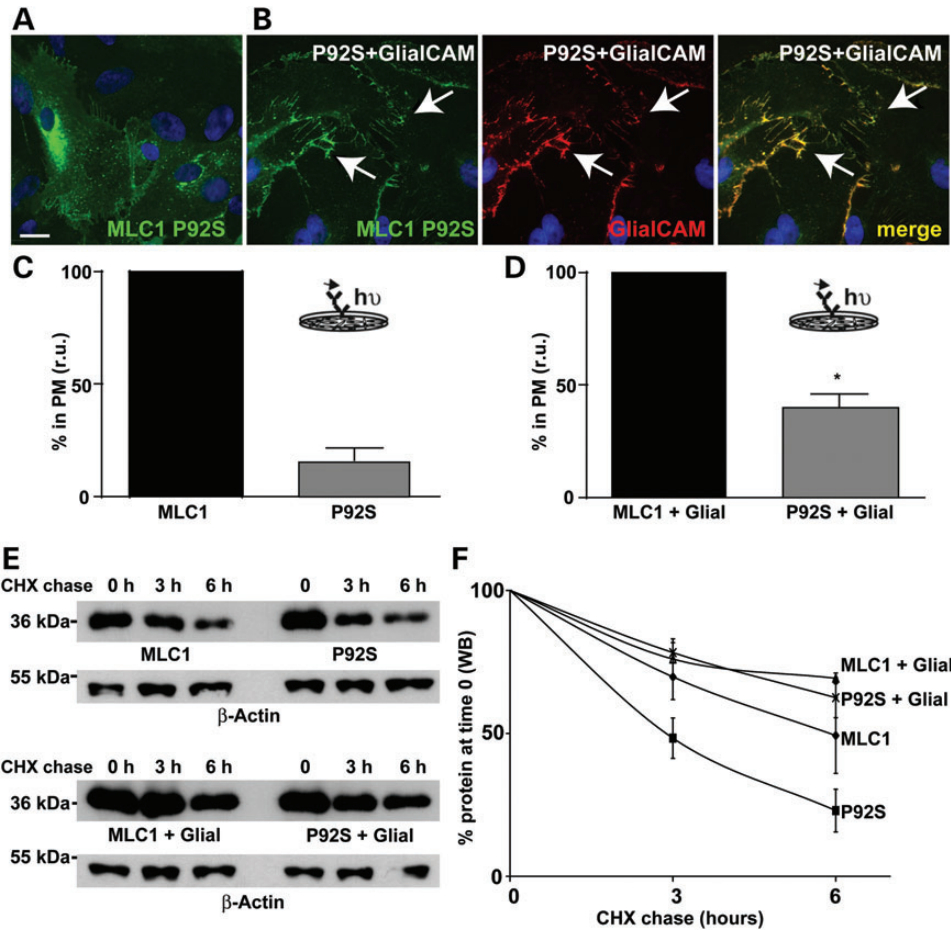 A
B
MLC1 P92S
P92S+GlialCAM
MLC1 P92S
P92S+GlialCAM
GlialCAM
P92S+GlialCAM
merge
C
% in PM (r.u.)
100
50
0
hυ
MLC1
P92S
D
% in PM (r.u.)
100
50
0
hυ
*
MLC1 + Glial
P92S + Glial
E
CHX chase 0 h 3 h 6 h 0 3 h 6 h
36 kDa-
MLC1 P92S
55 kDa-
β-Actin
CHX chase 0 h 3 h 6 h 0 h 3 h 6 h
36 kDa-
MLC1 + Glial P92S + Glial
55 kDa-
β-Actin
F
% protein at time 0 (WB)
100
50
0
3
6
CHX chase (hours)
MLC1 + Glial
P92S + Glial
MLC1
P92S